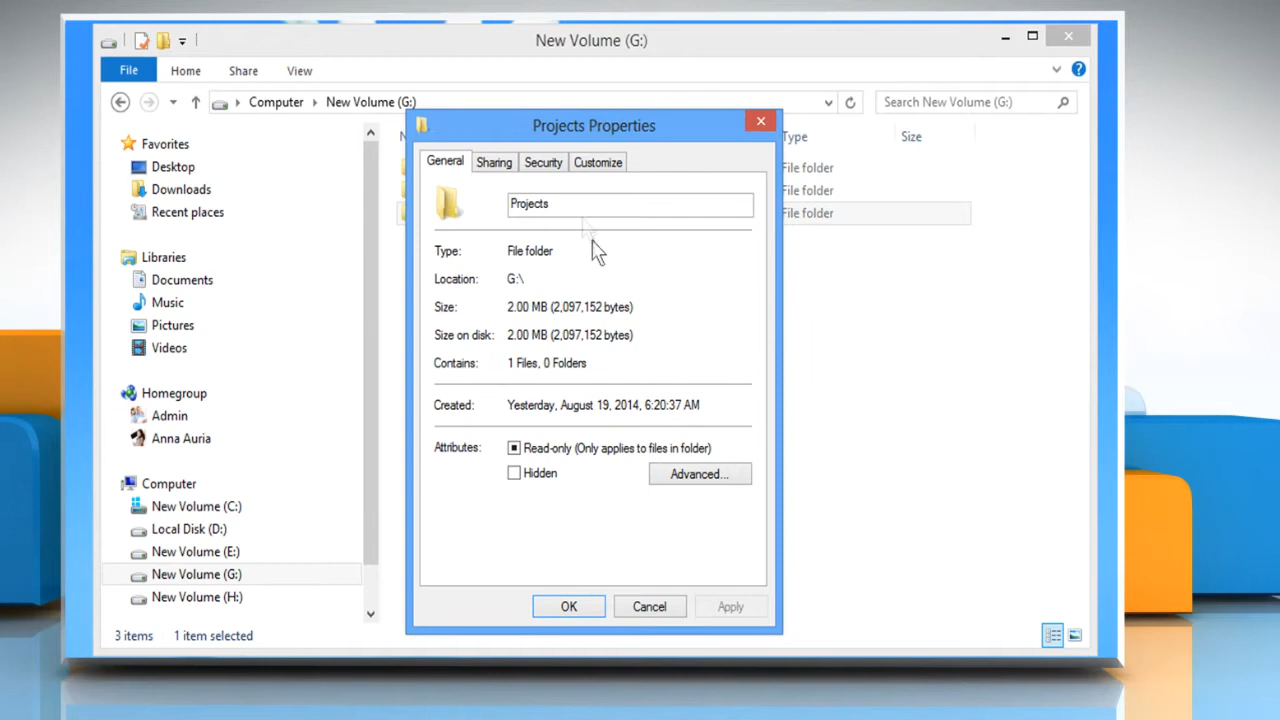 New Volume (G:)
File Home Share View
Computer New Volume (G:) Search New Volume (G:)
Type Size
Favorites
Desktop
Downloads
Recent places
Libraries
Documents
Music
Pictures
Videos
Homegroup
Admin
Anna Auria
Computer
New Volume (C:)
Local Disk (D:)
New Volume (E:)
New Volume (G:)
New Volume (H:)
File folder
File folder
File folder
Projects Properties
General Sharing Security Customize
Projects
Type: File folder
Location: G:\
Size: 2.00 MB (2,097,152 bytes)
Size on disk: 2.00 MB (2,097,152 bytes)
Contains: 1 Files, 0 Folders
Created: Yesterday, August 19, 2014, 6:20:37 AM
Attributes: Read-only (Only applies to files in folder)
Hidden Advanced...
OK Cancel Apply
3 items 1 item selected